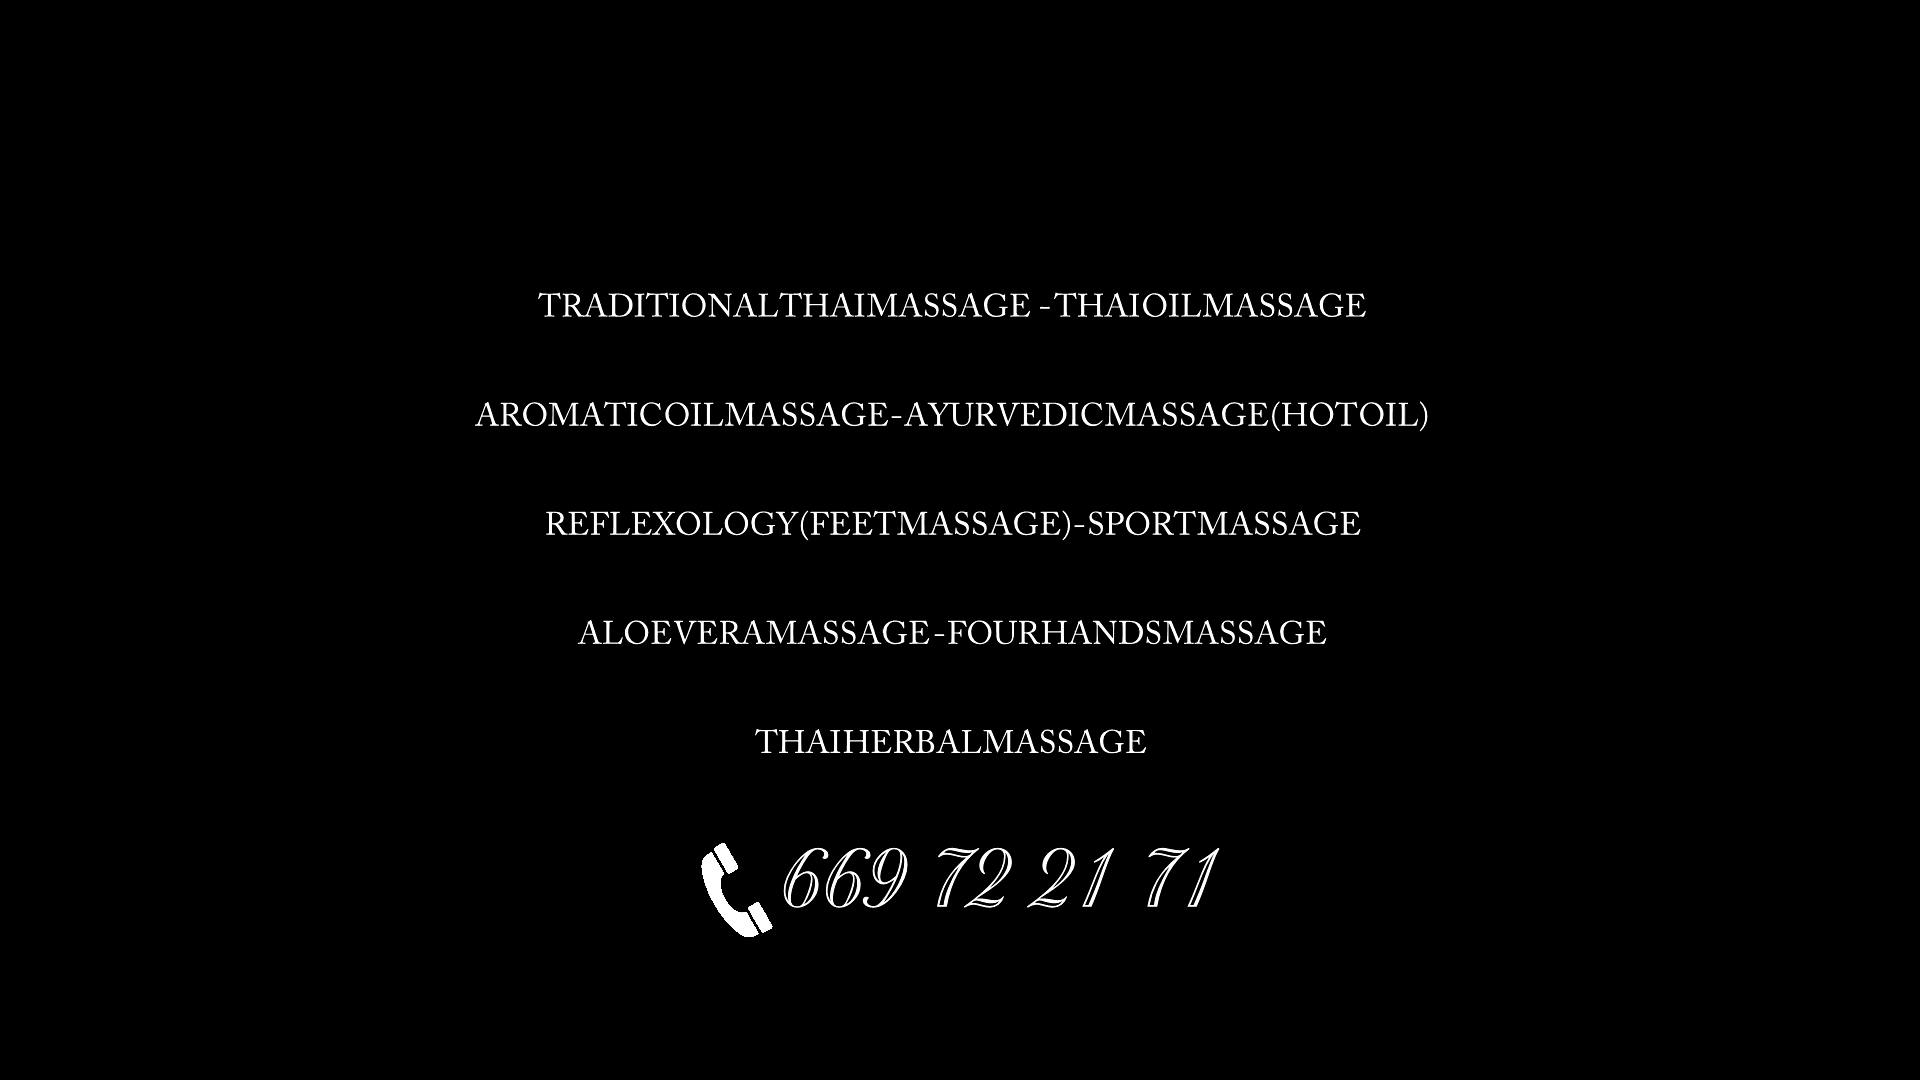 TRADITIONALTHAIMASSAGE -THAIOILMASSAGE
AROMATICOILMASSAGE-AYURVEDICMASSAGE(HOTOIL)
REFLEXOLOGY(FEETMASSAGE)-SPORTMASSAGE
ALOEVERAMASSAGE-FOURHANDSMASSAGE
THAIHERBALMASSAGE
669 72 21 71